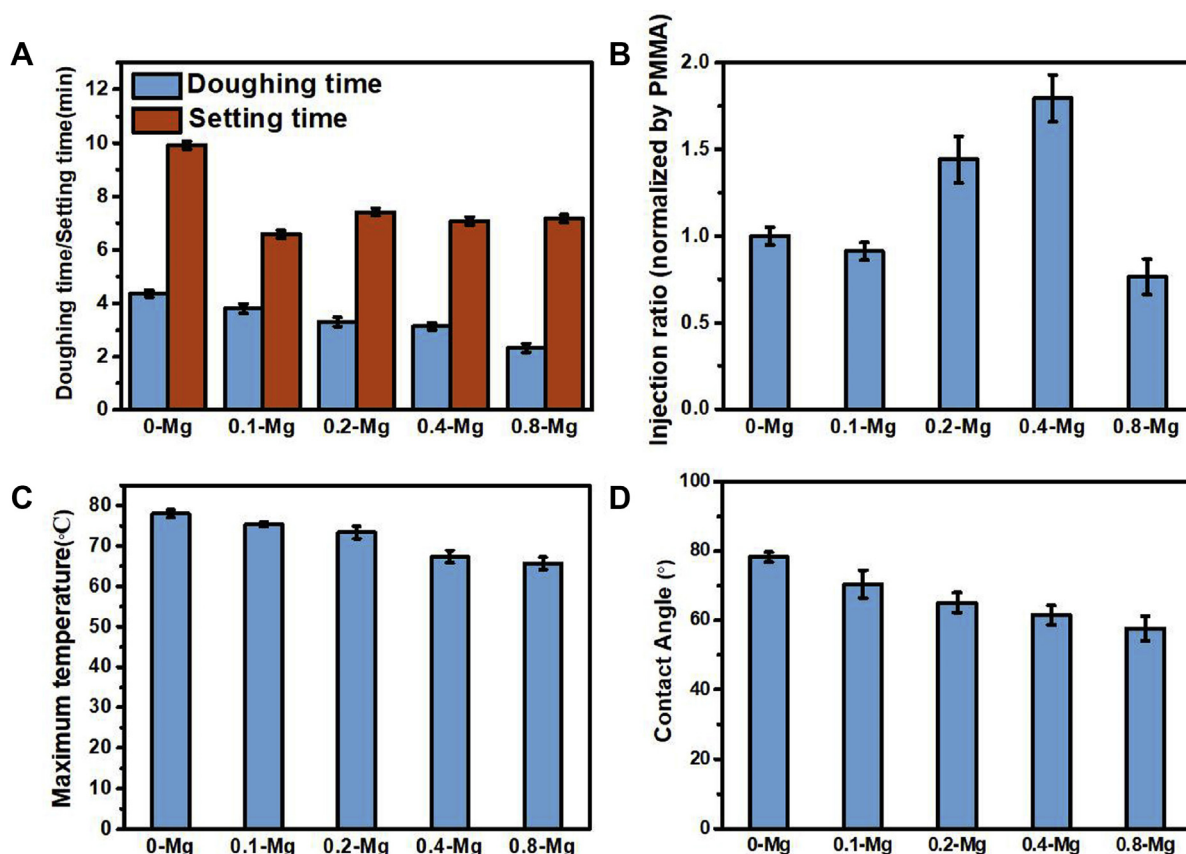 A
Doughing time/Setting time(min)
12
10
8
6
4
2
0
Doughing time
Setting time
0-Mg 0.1-Mg 0.2-Mg 0.4-Mg 0.8-Mg
B
Injection ratio (normalized by PMMA)
2.0
1.5
1.0
0.5
0.0
0-Mg 0.1-Mg 0.2-Mg 0.4-Mg 0.8-Mg
C
Maximum temperature(°C)
80
70
60
50
40
30
20
10
0
0-Mg 0.1-Mg 0.2-Mg 0.4-Mg 0.8-Mg
D
Contact Angle (°)
100
80
60
40
20
0
0-Mg 0.1-Mg 0.2-Mg 0.4-Mg 0.8-Mg